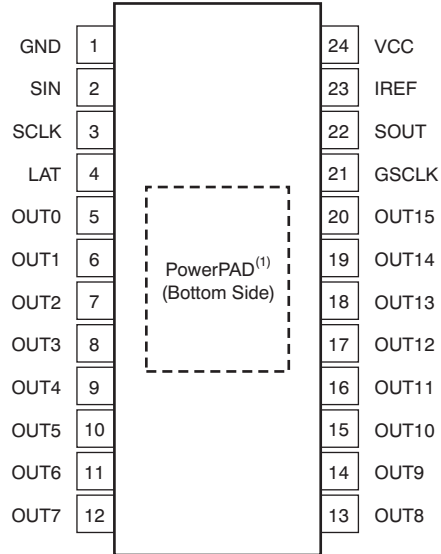 GND 1 24 VCC
SIN 2 23 IREF
SCLK 3 22 SOUT
LAT 4 21 GSCLK
OUT0 5 20 OUT15
OUT1 6 19 OUT14
PowerPAD(1)
(Bottom Side)
OUT2 7 18 OUT13
OUT3 8 17 OUT12
OUT4 9 16 OUT11
OUT5 10 15 OUT10
OUT6 11 14 OUT9
OUT7 12 13 OUT8